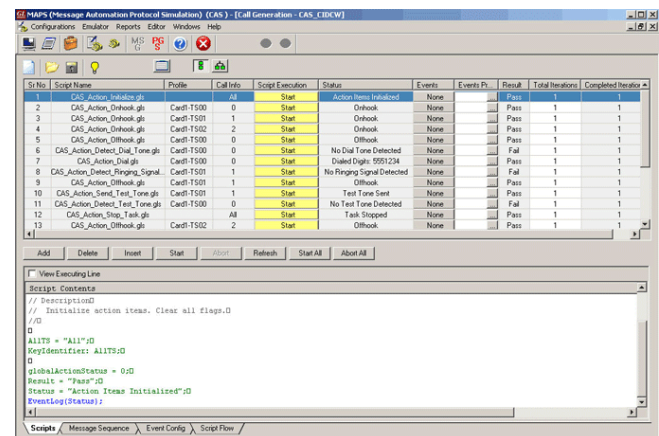 MAPS (Message Automation Protocol Simulation) (CAS ) - [Call Generation - CAS_CIDCW]
Configurations Emulator Reports Editor Windows Help
MS G PG S
Sr No Script Name Profile Call Info Script Execution Status Events Events Pr... Result Total Iterations Completed Iteration
1 CAS_Action_Initialize.gls All Start Action Items Initialized None ... Pass 1 1
2 CAS_Action_Onhook.gls Card1-TS00 0 Start Onhook None ... Pass 1 1
3 CAS_Action_Onhook.gls Card1-TS01 1 Start Onhook None ... Pass 1 1
4 CAS_Action_Onhook.gls Card1-TS02 2 Start Onhook None ... Pass 1 1
5 CAS_Action_Offhook.gls Card1-TS00 0 Start Offhook None ... Pass 1 1
6 CAS_Action_Detect_Dial_Tone.gls Card1-TS00 0 Start No Dial Tone Detected None ... Fail 1 1
7 CAS_Action_Dial.gls Card1-TS00 0 Start Dialed Digits: 5551234 None ... Pass 1 1
8 CAS_Action_Detect_Ringing_Signal... Card1-TS01 1 Start No Ringing Signal Detected None ... Fail 1 1
9 CAS_Action_Offhook.gls Card1-TS01 1 Start Offhook None ... Pass 1 1
10 CAS_Action_Send_Test_Tone.gls Card1-TS01 1 Start Test Tone Sent None ... Pass 1 1
11 CAS_Action_Detect_Test_Tone.gls Card1-TS00 0 Start No Test Tone Detected None ... Fail 1 1
12 CAS_Action_Stop_Task.gls All Start Task Stopped None ... Pass 1 1
13 CAS_Action_Offhook.gls Card1-TS02 2 Start Offhook None ... Pass 1 1
Add Delete Insert Start Abort Refresh Start All Abort All
View Executing Line
Script Contents
// Description
// Initialize action items. Clear all flags.
//
AllTS = "All";
KeyIdentifier: AllTS;
globalActionStatus = 0;
Result = "Pass";
Status = "Action Items Initialized";
EventLog(Status);
Scripts Message Sequence Event Config Script Flow